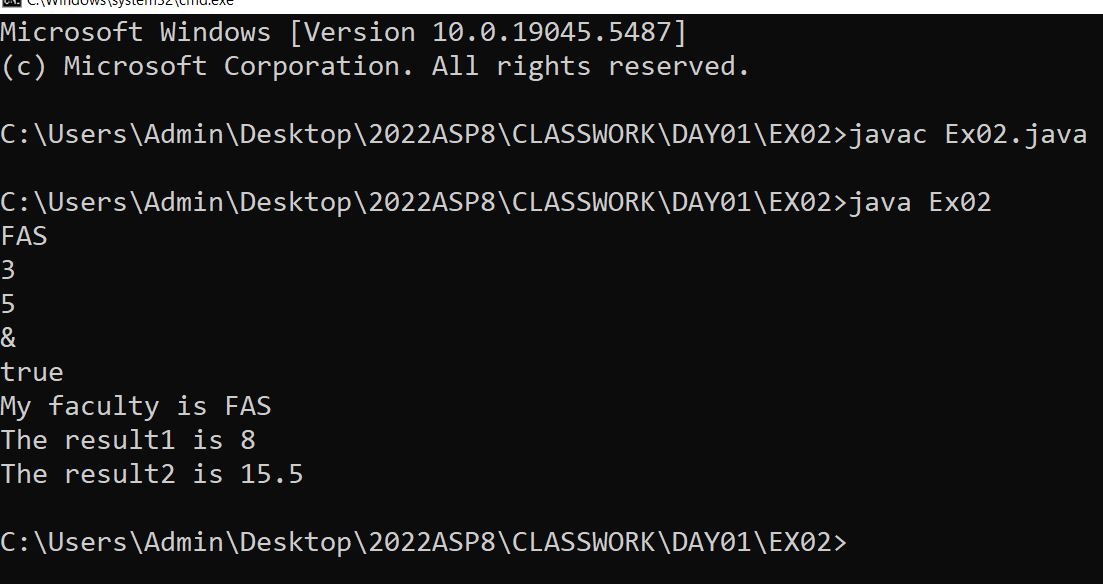 C:\Windows\system32\cmd.exe
Microsoft Windows [Version 10.0.19045.5487]
(c) Microsoft Corporation. All rights reserved.
C:\Users\Admin\Desktop\2022ASP8\CLASSWORK\DAY01\EX02>javac Ex02.java
C:\Users\Admin\Desktop\2022ASP8\CLASSWORK\DAY01\EX02>java Ex02
FAS
3
5
&
true
My faculty is FAS
The result1 is 8
The result2 is 15.5
C:\Users\Admin\Desktop\2022ASP8\CLASSWORK\DAY01\EX02>